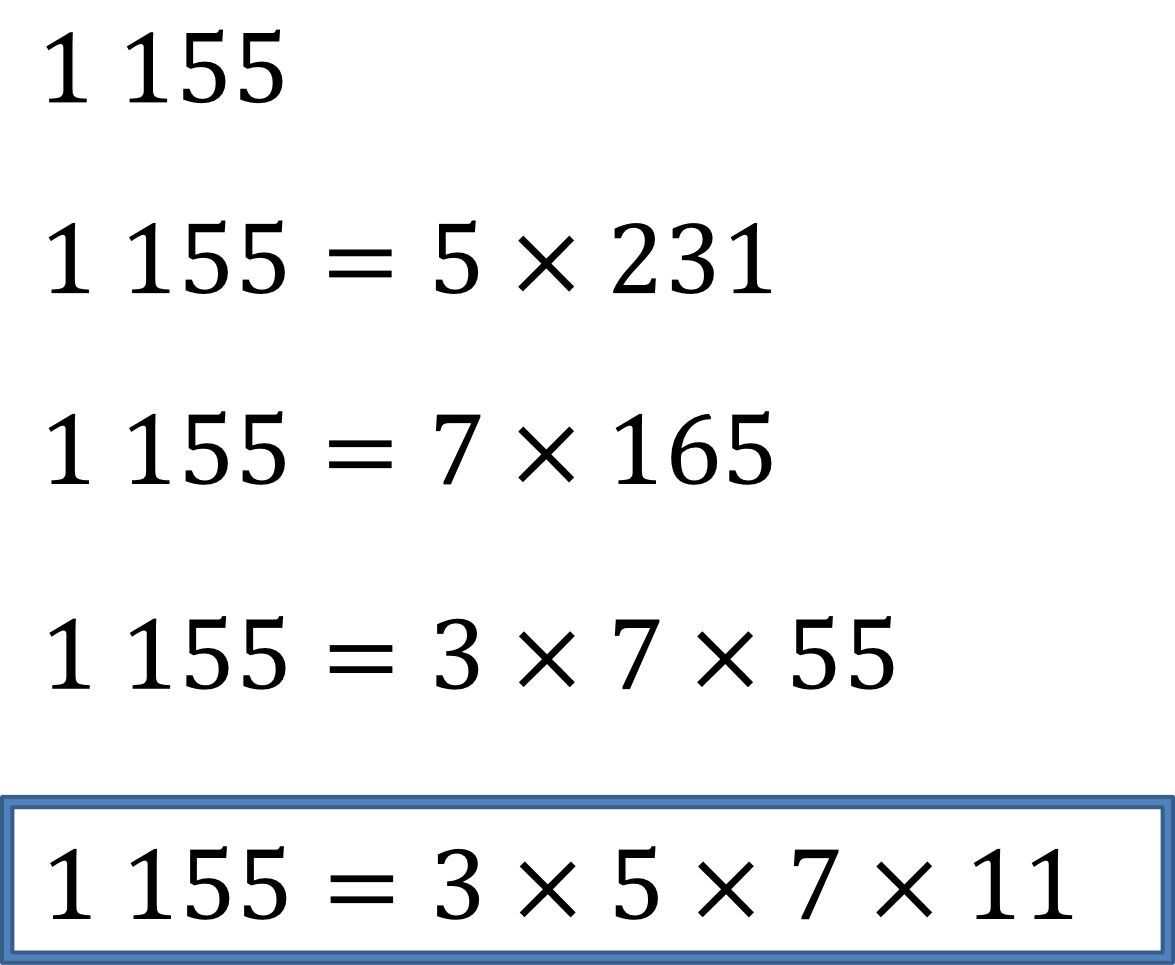 1 155
1 155 = 5 × 231
1 155 = 7 × 165
1 155 = 3 × 7 × 55
1 155 = 3 × 5 × 7 × 11